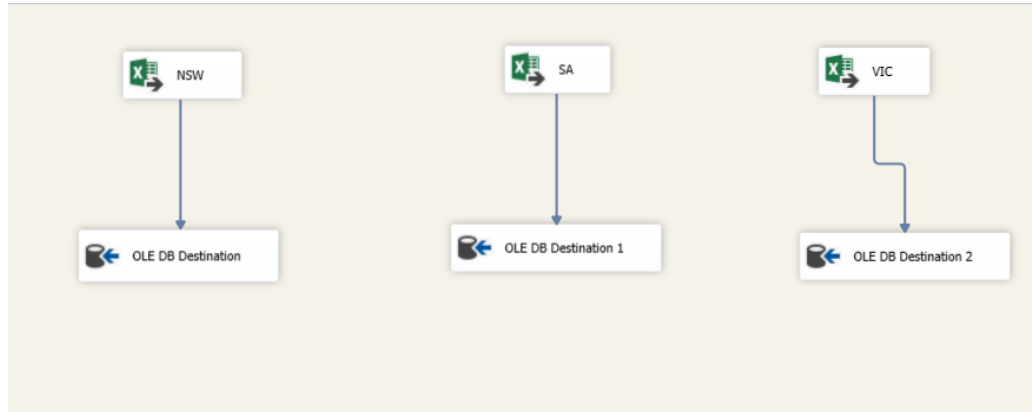 NSW
SA
VIC
OLE DB Destination
OLE DB Destination 1
OLE DB Destination 2